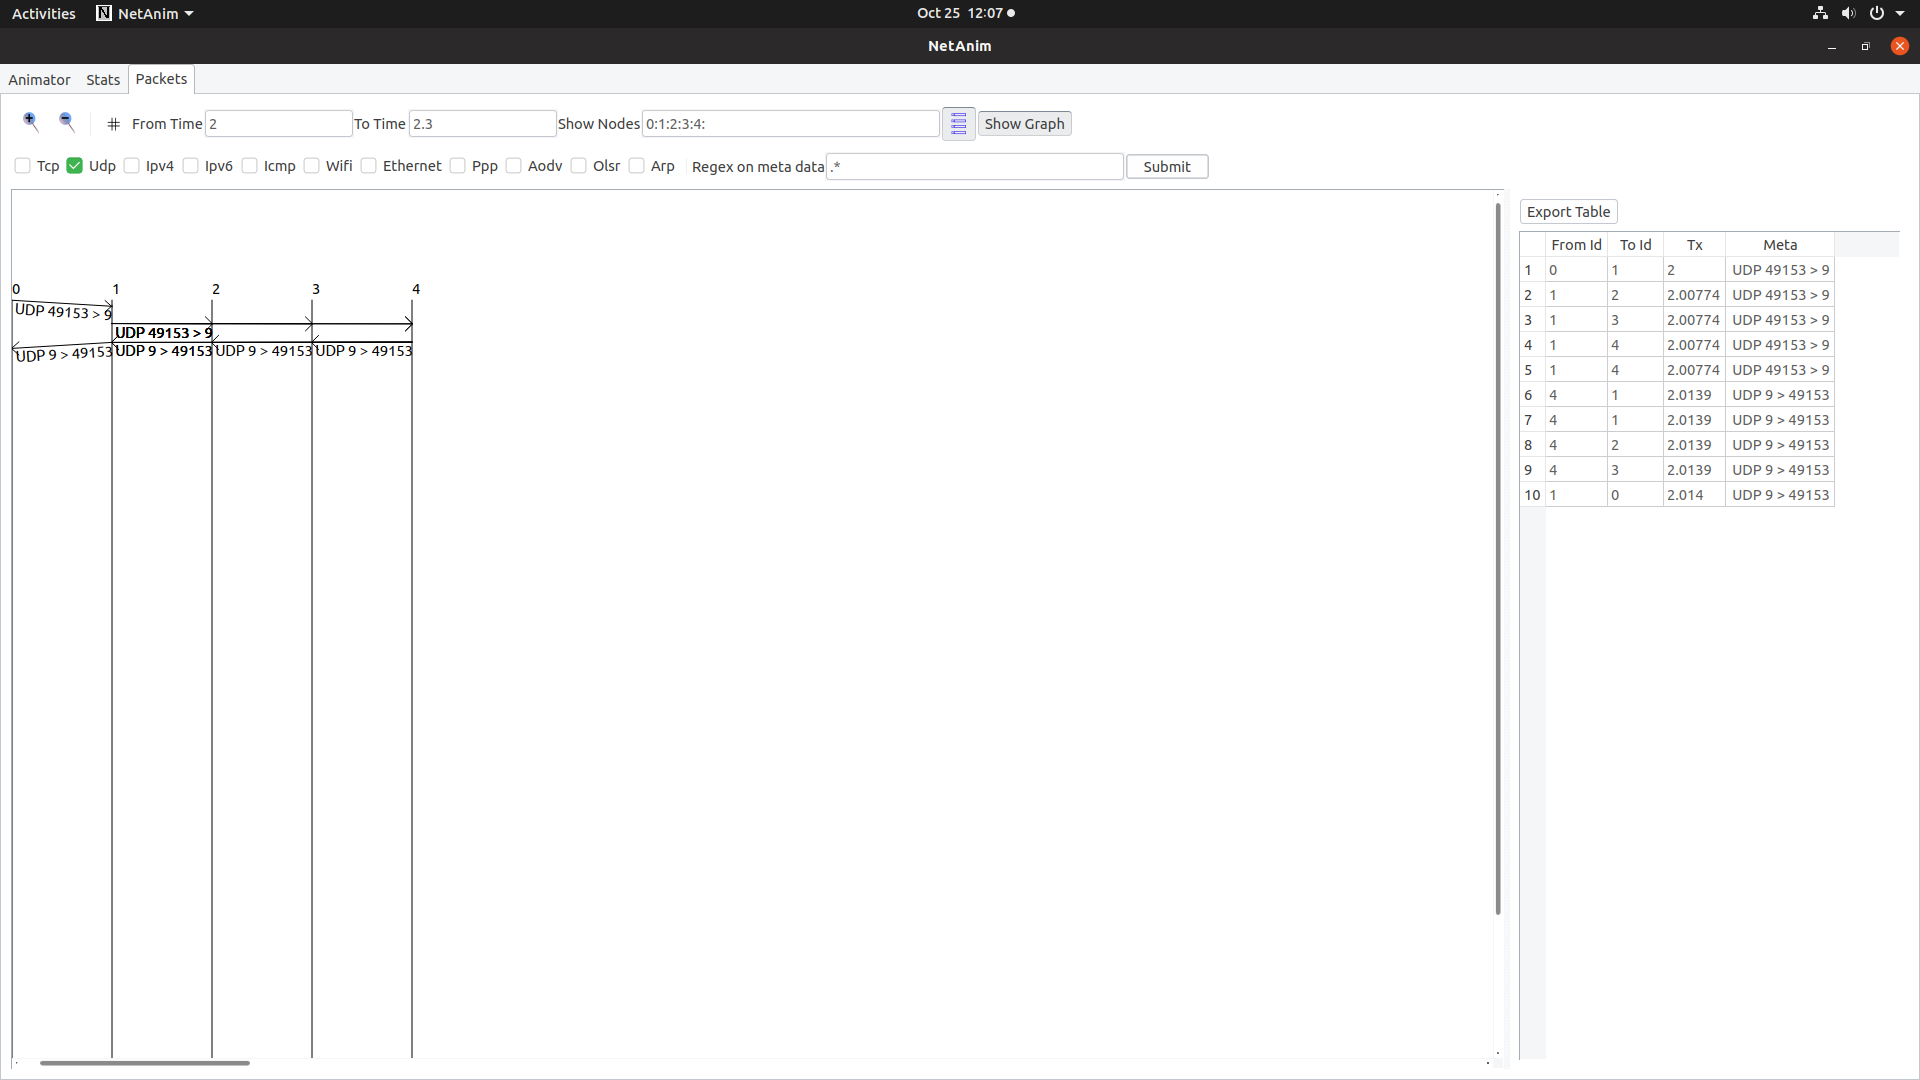 Activities NetAnim Oct 25 12:07
NetAnim
Animator Stats Packets
From Time 2 To Time 2.3 Show Nodes 0:1:2:3:4: Show Graph
Tcp Udp Ipv4 Ipv6 Icmp Wifi Ethernet Ppp Aodv Olsr Arp Regex on meta data .* Submit
0 1 2 3 4
UDP 49153 > 9
UDP 49153 > 9
UDP 9 > 49153 UDP 9 > 49153 UDP 9 > 49153 UDP 9 > 49153
Export Table
From Id To Id Tx Meta
1 0 1 2 UDP 49153 > 9
2 1 2 2.00774 UDP 49153 > 9
3 1 3 2.00774 UDP 49153 > 9
4 1 4 2.00774 UDP 49153 > 9
5 1 4 2.00774 UDP 49153 > 9
6 4 1 2.0139 UDP 9 > 49153
7 4 1 2.0139 UDP 9 > 49153
8 4 2 2.0139 UDP 9 > 49153
9 4 3 2.0139 UDP 9 > 49153
10 1 0 2.014 UDP 9 > 49153